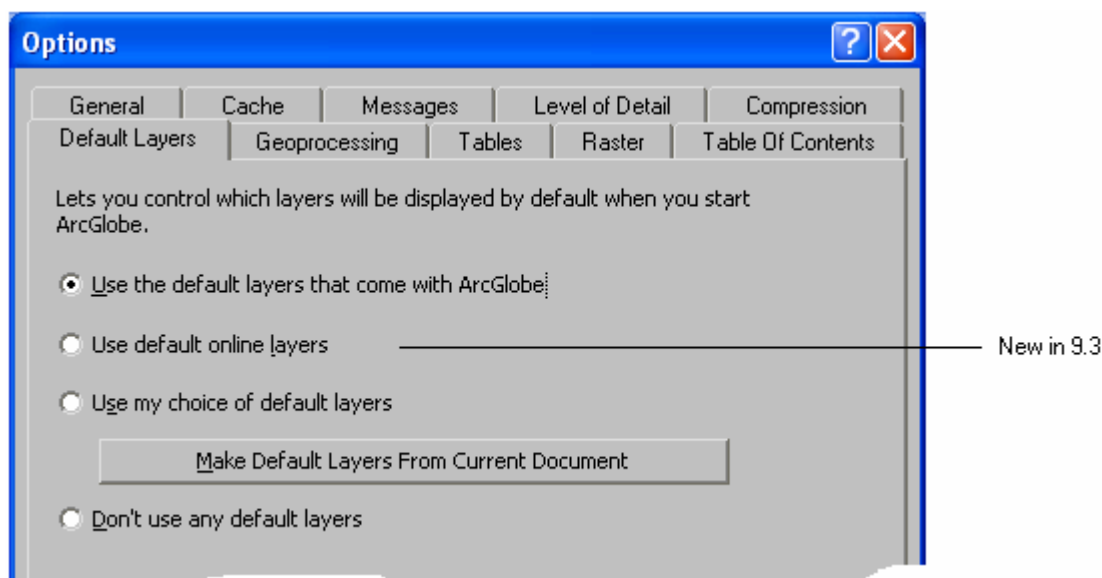 Options
General Cache Messages Level of Detail Compression
Default Layers Geoprocessing Tables Raster Table Of Contents
Lets you control which layers will be displayed by default when you start
ArcGlobe.
Use the default layers that come with ArcGlobe
Use default online layers
New in 9.3
Use my choice of default layers
Make Default Layers From Current Document
Don't use any default layers